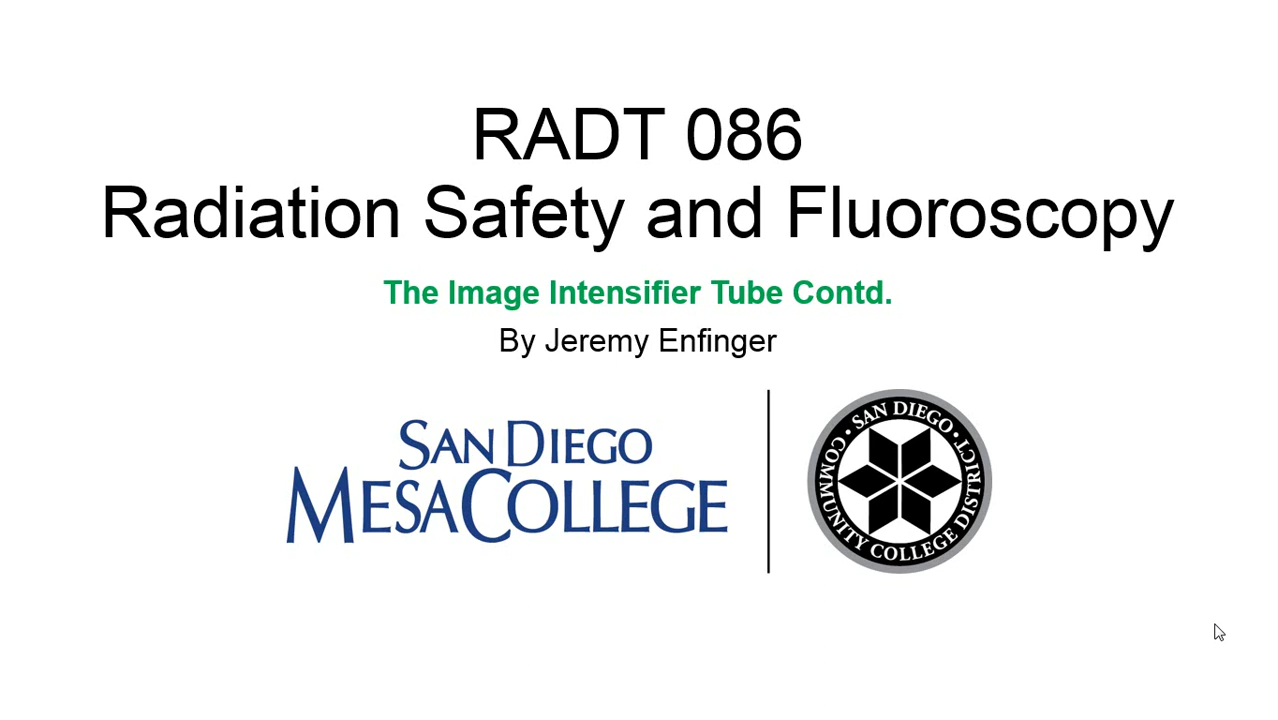 RADT 086
Radiation Safety and Fluoroscopy
The Image Intensifier Tube Contd.
By Jeremy Enfinger
SAN DIEGO
MESA COLLEGE
• SAN DIEGO •
COMMUNITY COLLEGE DISTRICT